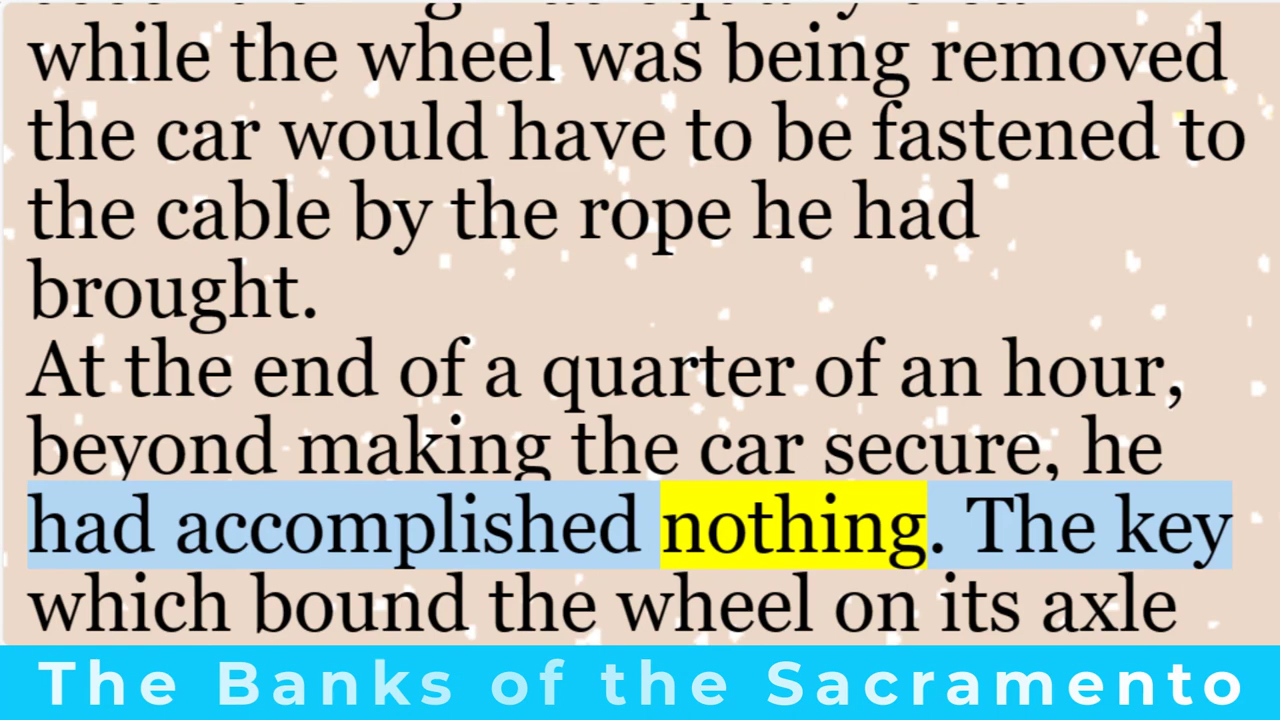 while the wheel was being removed
the car would have to be fastened to
the cable by the rope he had
brought.
At the end of a quarter of an hour,
beyond making the car secure, he
had accomplished nothing. The key
which bound the wheel on its axle
The Banks of the Sacramento